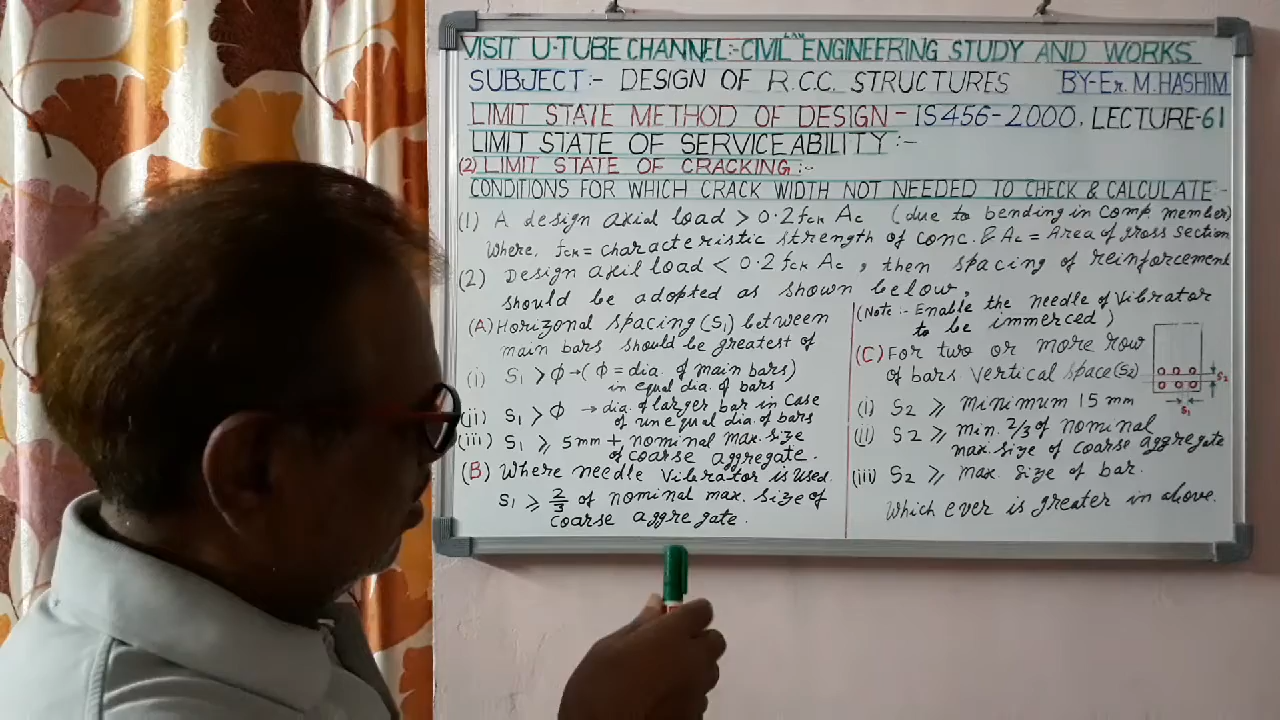 VISIT U-TUBE CHANNEL:-CIVIL ENGINEERING STUDY AND WORKS
SUBJECT:- DESIGN OF R.C.C. STRUCTURES BY-Er. M. HASHIM
LIMIT STATE METHOD OF DESIGN - IS 456-2000, LECTURE-61
LIMIT STATE OF SERVICEABILITY :-
(2) LIMIT STATE OF CRACKING :-
CONDITIONS FOR WHICH CRACK WIDTH NOT NEEDED TO CHECK & CALCULATE:-
(1) A design axial load > 0.2 fck Ac (due to bending in comp. member)
Where, fck = characteristic strength of conc. & Ac = Area of gross section
(2) Design axil load < 0.2 fck Ac, then spacing of reinforcement
should be adopted as shown below,
(A) Horizonal spacing (S1) between
main bars should be greatest of
(i) S1 > φ → (φ = dia. of main bars)
in equal dia. of bars
(ii) S1 > φ → dia. of larger bar in case
of unequal dia. of bars
(iii) S1 ⩾ 5mm + nominal max. size
of coarse aggregate.
(B) Where needle vibrator is used
S1 ⩾ 2/3 of nominal max. size of
coarse aggregate.
(Note:- Enable the needle of vibrator
to be immerced)
(C) For two or more row
of bars vertical space (S2)
S2
S1
(i) S2 ⩾ minimum 15 mm
(ii) S2 ⩾ min. 2/3 of nominal
max. size of coarse aggregate
(iii) S2 ⩾ max. size of bar.
Which ever is greater in above.